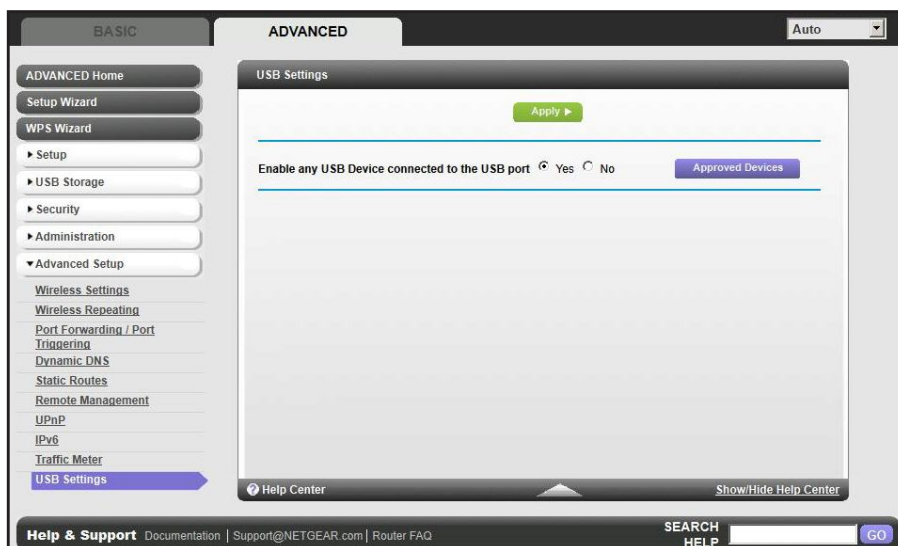 BASIC
ADVANCED
Auto
ADVANCED Home
Setup Wizard
WPS Wizard
Setup
USB Storage
Security
Administration
Advanced Setup
Wireless Settings
Wireless Repeating
Port Forwarding / Port
Triggering
Dynamic DNS
Static Routes
Remote Management
UPnP
IPv6
Traffic Meter
USB Settings
USB Settings
Apply
Enable any USB Device connected to the USB port Yes No
Approved Devices
Help Center
Show/Hide Help Center
Help & Support Documentation | Support@NETGEAR.com | Router FAQ
SEARCH
HELP
GO